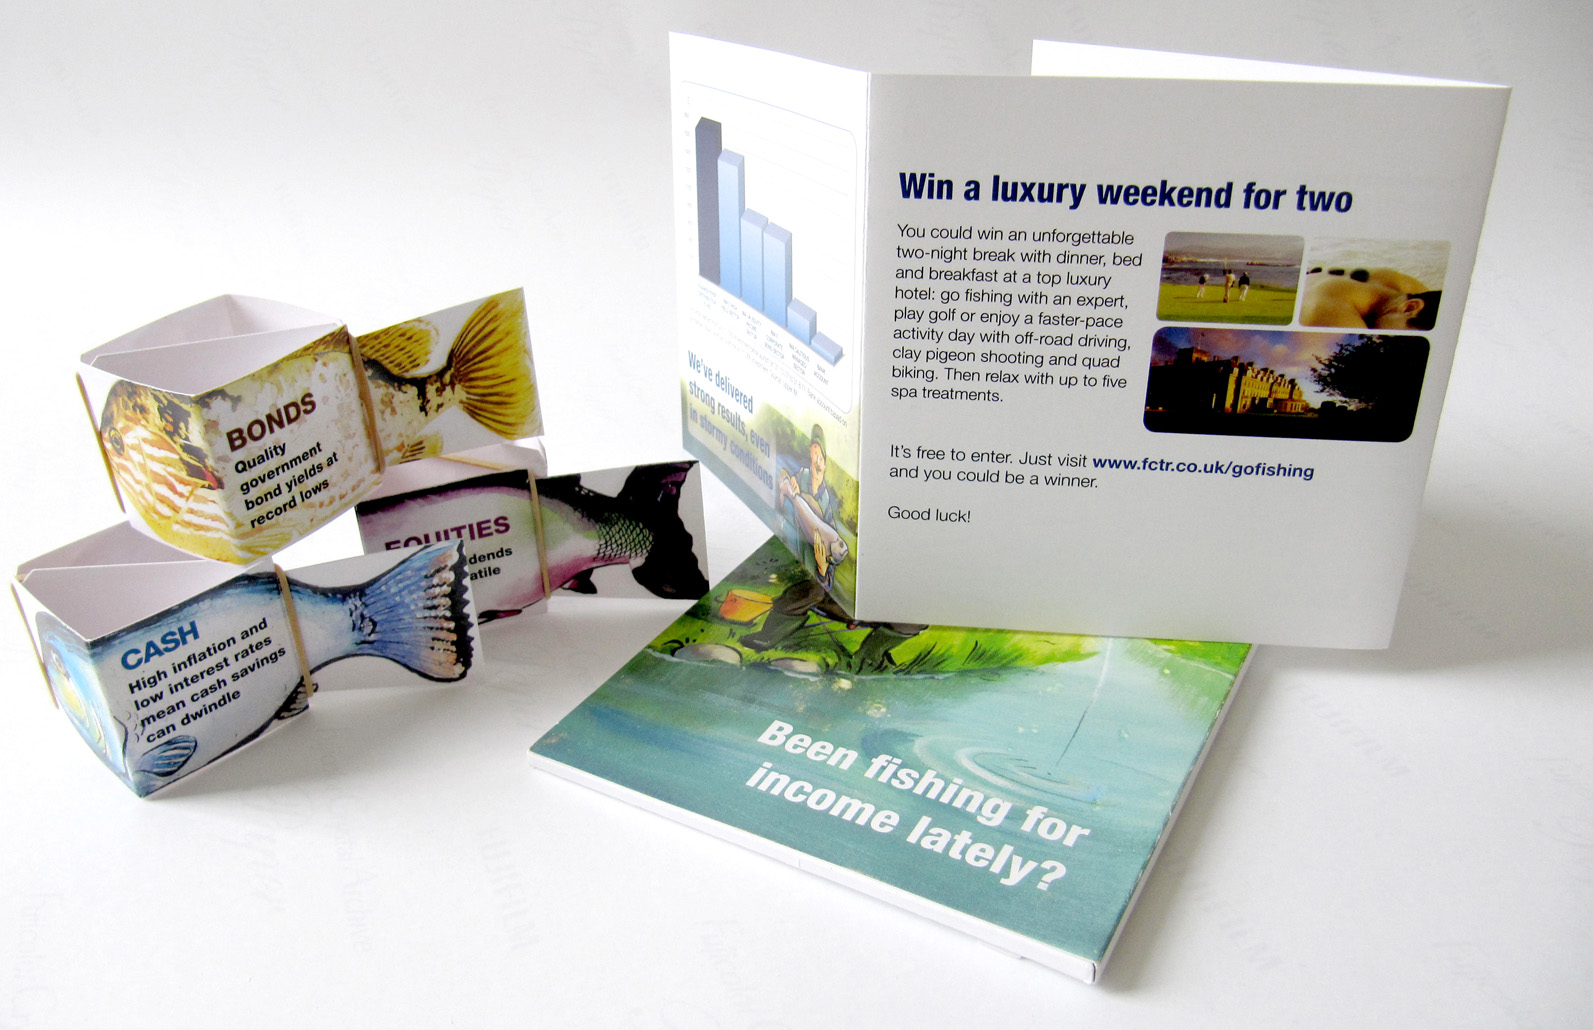 BONDS
Quality
government
bond yields at
record lows
EQUITIES
dends
atile
CASH
High inflation and
low interest rates
mean cash savings
can dwindle
We've delivered
strong results, even
in stormy conditions
Win a luxury weekend for two
You could win an unforgettable
two-night break with dinner, bed
and breakfast at a top luxury
hotel: go fishing with an expert,
play golf or enjoy a faster-pace
activity day with off-road driving,
clay pigeon shooting and quad
biking. Then relax with up to five
spa treatments.
It's free to enter. Just visit www.fctr.co.uk/gofishing
and you could be a winner.
Good luck!
Been fishing for
income lately?